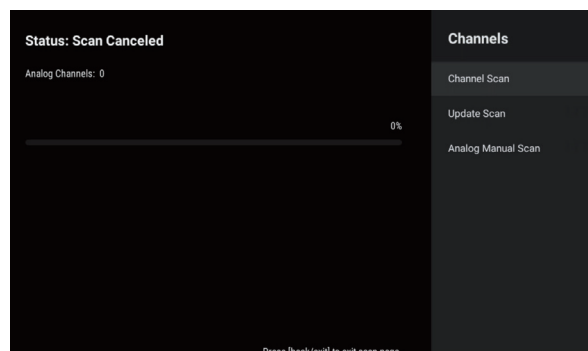 Status: Scan Canceled
Analog Channels: 0
0%
Press [back/exit] to exit scan page
Channels
Channel Scan
Update Scan
Analog Manual Scan